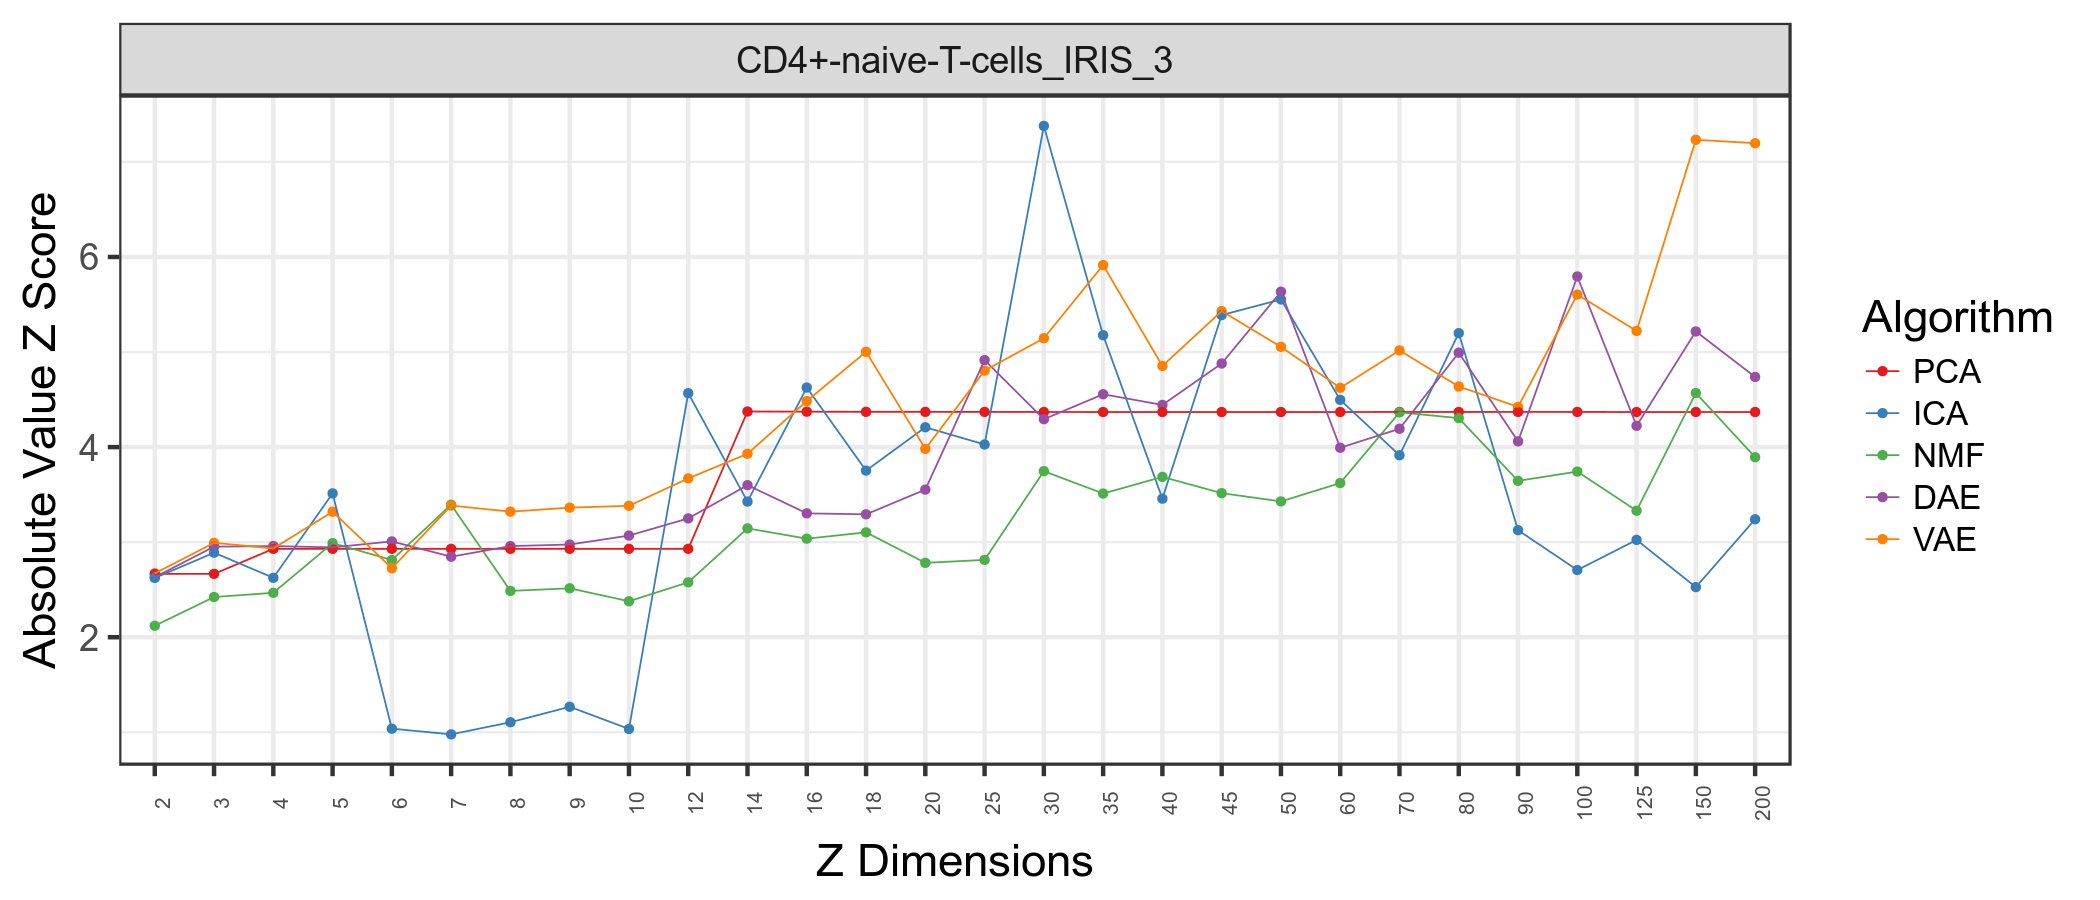 CD4+-naive-T-cells_IRIS_3
Absolute Value Z Score
6
4
2
2 3 4 5 6 7 8 9 10 12 14 16 18 20 25 30 35 40 45 50 60 70 80 90 100 125 150 200
Z Dimensions
Algorithm
PCA
ICA
NMF
DAE
VAE